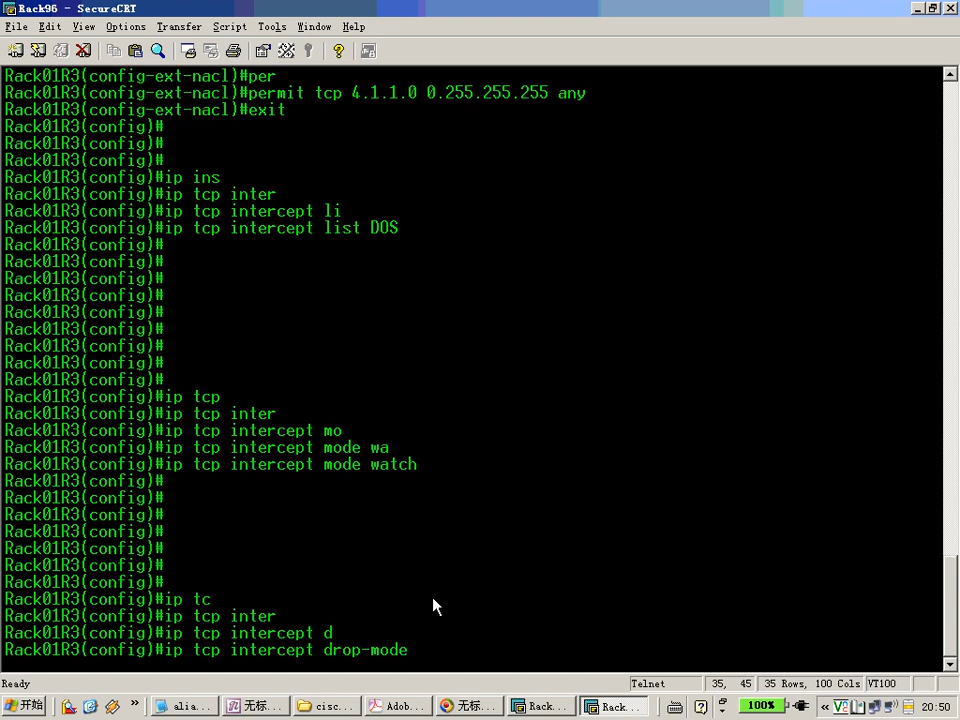 Rack96 - SecureCRT
File Edit View Options Transfer Script Tools Window Help
Rack01R3(config-ext-nacl)#per
Rack01R3(config-ext-nacl)#permit tcp 4.1.1.0 0.255.255.255 any
Rack01R3(config-ext-nacl)#exit
Rack01R3(config)#
Rack01R3(config)#
Rack01R3(config)#
Rack01R3(config)#ip ins
Rack01R3(config)#ip tcp inter
Rack01R3(config)#ip tcp intercept li
Rack01R3(config)#ip tcp intercept list DOS
Rack01R3(config)#
Rack01R3(config)#
Rack01R3(config)#
Rack01R3(config)#
Rack01R3(config)#
Rack01R3(config)#
Rack01R3(config)#
Rack01R3(config)#
Rack01R3(config)#
Rack01R3(config)#ip tcp
Rack01R3(config)#ip tcp inter
Rack01R3(config)#ip tcp intercept mo
Rack01R3(config)#ip tcp intercept mode wa
Rack01R3(config)#ip tcp intercept mode watch
Rack01R3(config)#
Rack01R3(config)#
Rack01R3(config)#
Rack01R3(config)#
Rack01R3(config)#
Rack01R3(config)#
Rack01R3(config)#
Rack01R3(config)#ip tc
Rack01R3(config)#ip tcp inter
Rack01R3(config)#ip tcp intercept d
Rack01R3(config)#ip tcp intercept drop-mode
Ready Telnet 35, 45 35 Rows, 100 Cols VT100
开始 » alia... 无标... cisc... Adob... 无标... Rack... Rack... 100% « 20:50